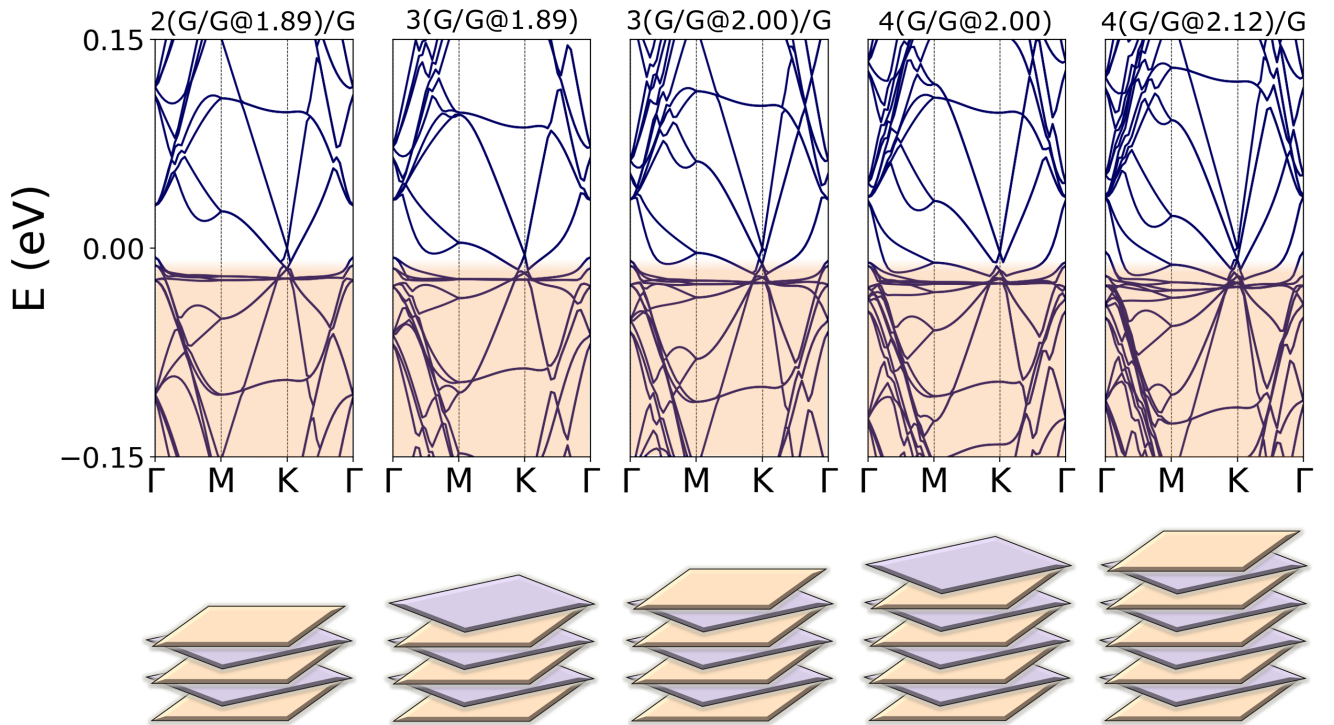 2(G/G@1.89)/G 3(G/G@1.89) 3(G/G@2.00)/G 4(G/G@2.00) 4(G/G@2.12)/G
0.15
0.00
−0.15
E (eV)
Γ M K Γ Γ M K Γ Γ M K Γ Γ M K Γ Γ M K Γ